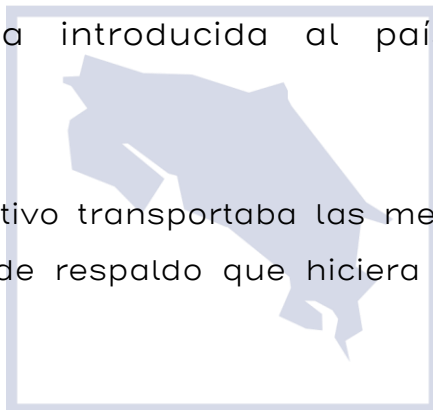 a introducida al paí
tivo transportaba las me
de respaldo que hiciera